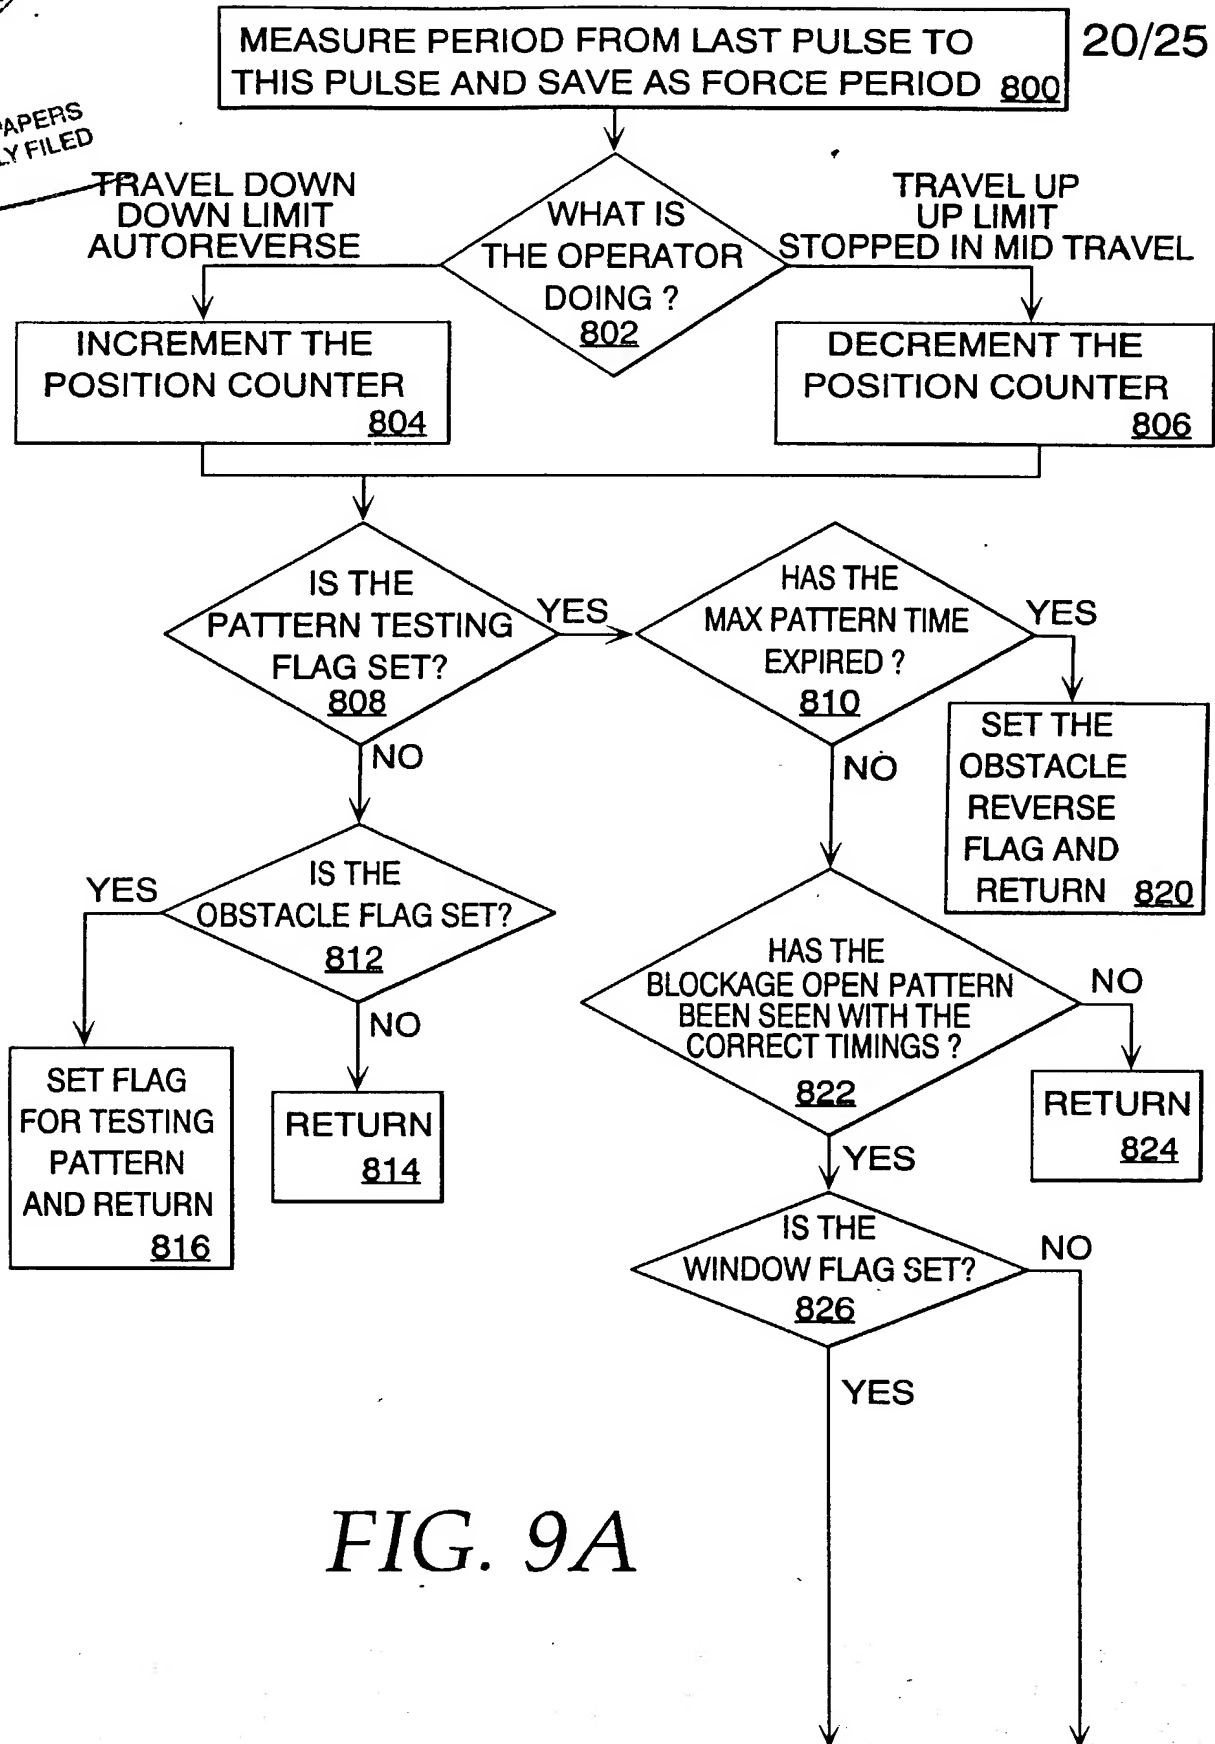 MEASURE PERIOD FROM LAST PULSE TO
THIS PULSE AND SAVE AS FORCE PERIOD 800
20/25
LY FILED
TRAVEL DOWN
DOWN LIMIT
AUTOREVERSE
WHAT IS
THE OPERATOR
DOING ?
802
TRAVEL UP
UP LIMIT
STOPPED IN MID TRAVEL
INCREMENT THE
POSITION COUNTER
804
DECREMENT THE
POSITION COUNTER
806
IS THE
PATTERN TESTING
FLAG SET?
808
YES
HAS THE
MAX PATTERN TIME
EXPIRED ?
810
YES
NO
NO
SET THE
OBSTACLE
REVERSE
FLAG AND
RETURN 820
IS THE
OBSTACLE FLAG SET?
812
YES
NO
HAS THE
BLOCKAGE OPEN PATTERN
BEEN SEEN WITH THE
CORRECT TIMINGS ?
822
NO
SET FLAG
FOR TESTING
PATTERN
AND RETURN
816
RETURN
814
RETURN
824
YES
IS THE
WINDOW FLAG SET?
826
NO
YES
FIG. 9A